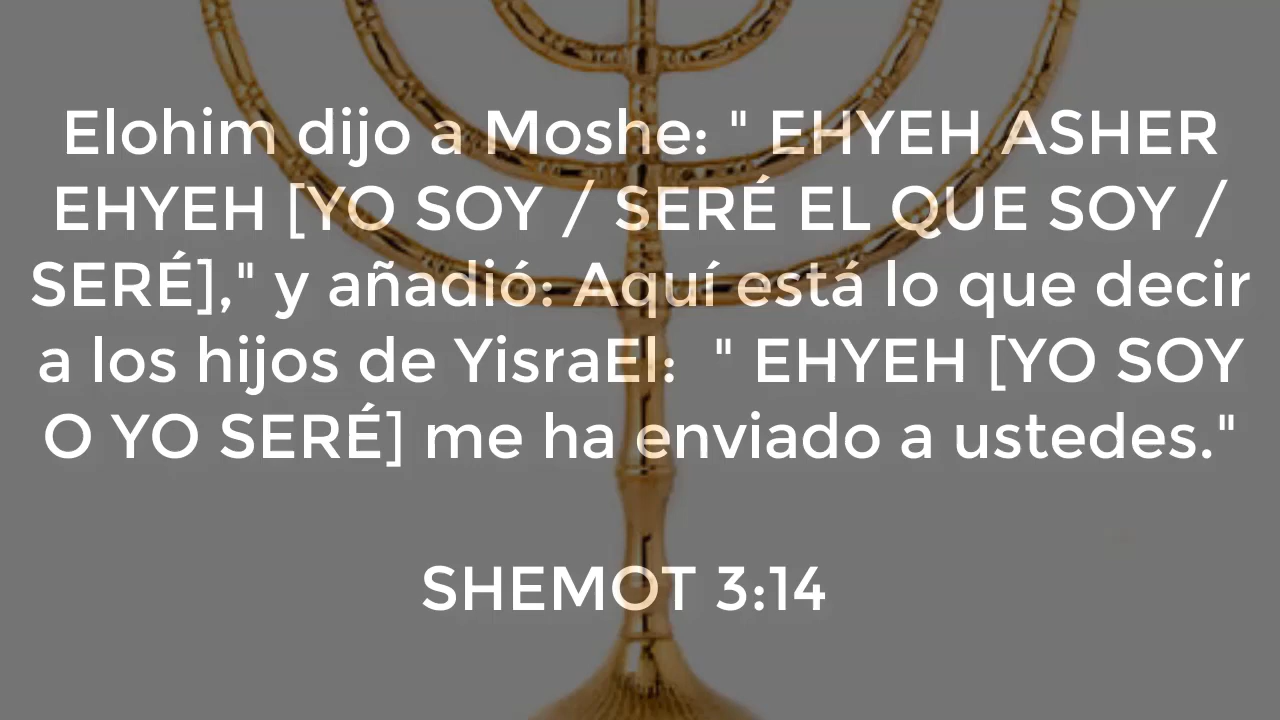 Elohim dijo a Moshe: " EHYEH ASHER
EHYEH [YO SOY / SERÉ EL QUE SOY /
SERÉ]," y añadió: Aquí está lo que decir
a los hijos de YisraEl:  " EHYEH [YO SOY
O YO SERÉ] me ha enviado a ustedes."
SHEMOT 3:14